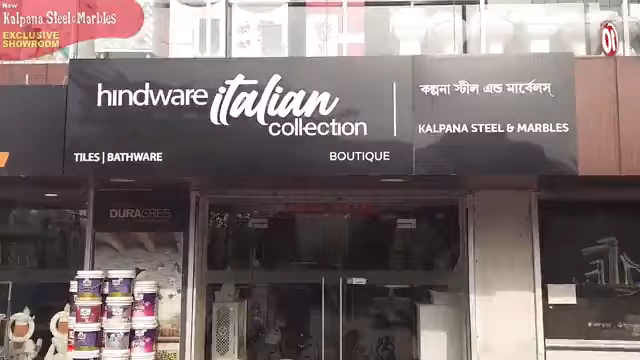 New
Kalpana Steel & Marbles
EXCLUSIVE
SHOWROOM
hındware italian
collection
TILES | BATHWARE
BOUTIQUE
কল্পনা স্টীল এন্ড মার্বেলস্
KALPANA STEEL & MARBLES
DURAGRES